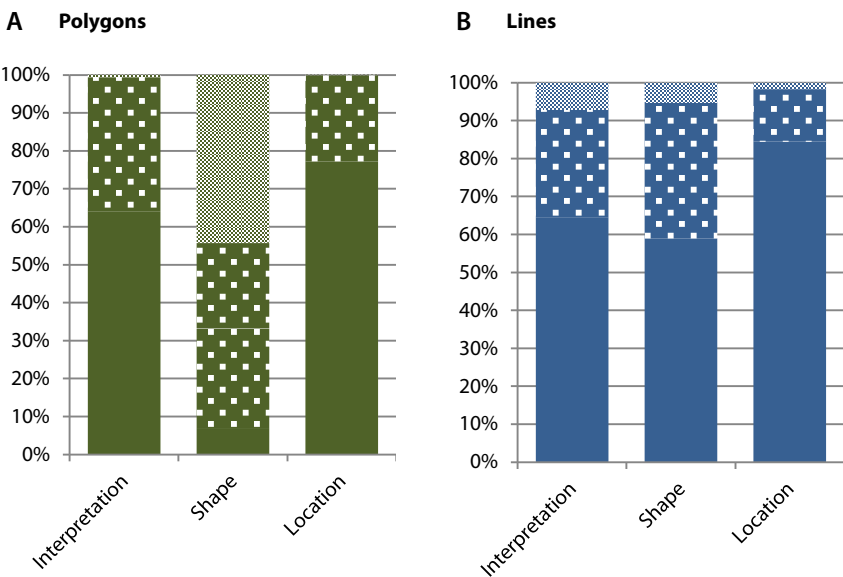 A Polygons
100%
90%
80%
70%
60%
50%
40%
30%
20%
10%
0%
Interpretation
Shape
Location
B Lines
100%
90%
80%
70%
60%
50%
40%
30%
20%
10%
0%
Interpretation
Shape
Location